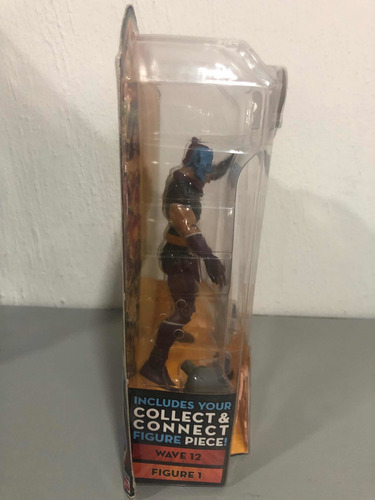 INCLUDES YOUR
COLLECT &
CONNECT
FIGURE PIECE!
WAVE 12
FIGURE 1